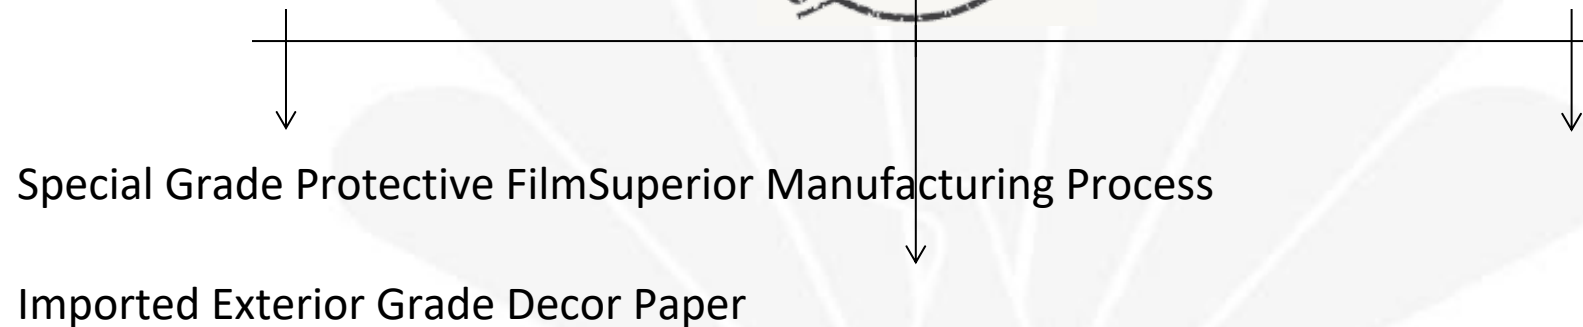 Special Grade Protective FilmSuperior Manufacturing Process
Imported Exterior Grade Decor Paper